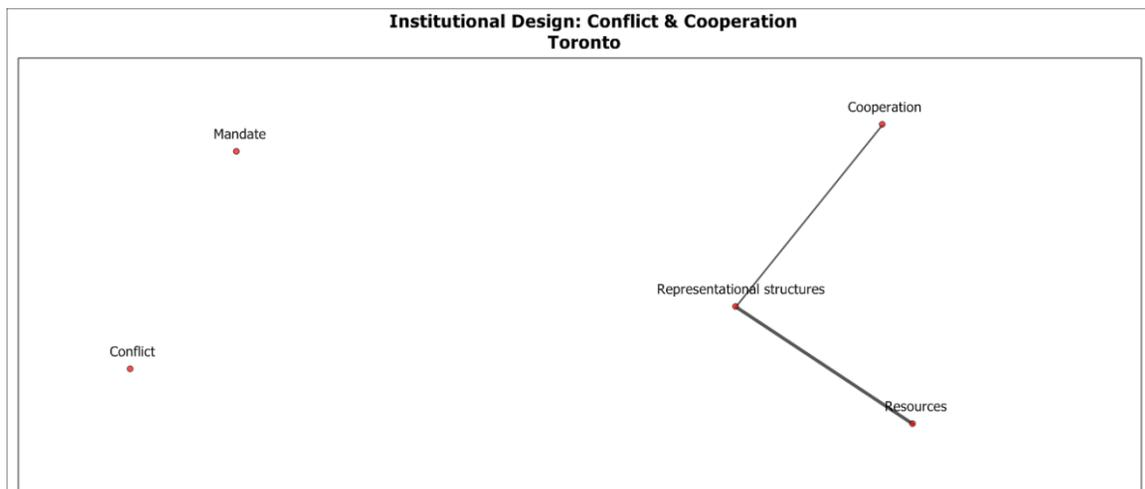 Institutional Design: Conflict & Cooperation
Toronto
Cooperation
Mandate
Representational structures
Conflict
Resources